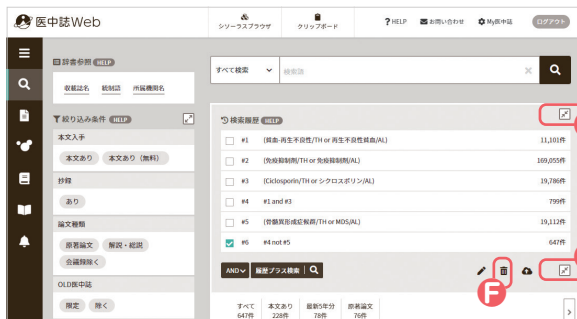 医中誌Web
シソーラスブラウザ
クリップボード
?HELP
お問い合わせ
My医中誌
ログアウト
辞書参照 HELP
収載誌名 統制語 所属機関名
絞り込み条件 HELP
本文入手
本文あり 本文あり（無料）
抄録
あり
論文種類
原著論文 解説・総説
会議録除く
OLD医中誌
限定 除く
すべて検索
検索語
検索履歴 HELP
#1 (貧血-再生不良性/TH or 再生不良性貧血/AL) 11,101件
#2 (免疫抑制剤/TH or 免疫抑制剤/AL) 169,055件
#3 (Ciclosporin/TH or シクロスポリン/AL) 19,786件
#4 #1 and #3 799件
#5 (骨髄異形成症候群/TH or MDS/AL) 19,112件
#6 #4 not #5 647件
AND 履歴プラス検索
F
すべて 本文あり 最新5年分 原著論文
647件 228件 78件 76件